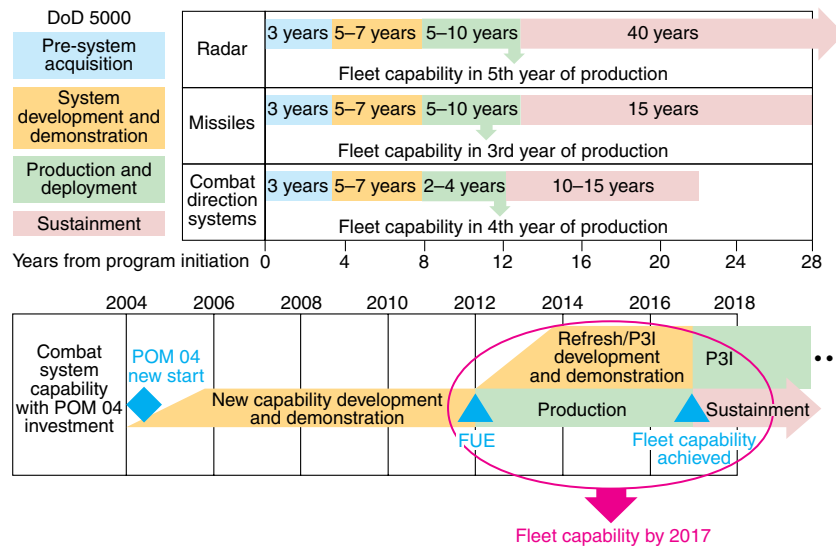 DoD 5000
Pre-system
acquisition
System
development and
demonstration
Production and
deployment
Sustainment
Radar
3 years 5–7 years 5–10 years 40 years
Fleet capability in 5th year of production
Missiles
3 years 5–7 years 5–10 years 15 years
Fleet capability in 3rd year of production
Combat
direction
systems
3 years 5–7 years 2–4 years 10–15 years
Fleet capability in 4th year of production
Years from program initiation 0 4 8 12 16 20 24 28
2004 2006 2008 2010 2012 2014 2016 2018
Combat
system
capability
with POM 04
investment
POM 04
new start
New capability development
and demonstration
Refresh/P3I
development
and demonstration
P3I
Production
Sustainment
FUE
Fleet capability
achieved
Fleet capability by 2017